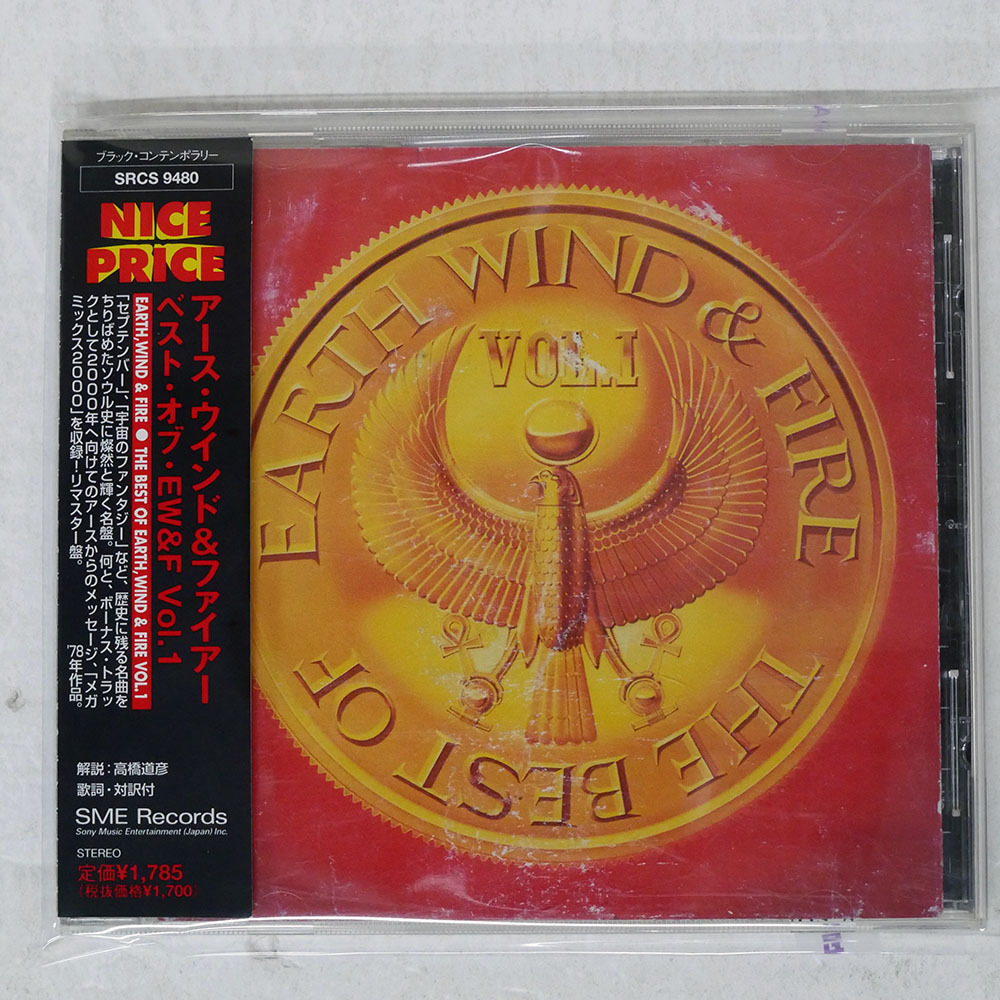 ブラック・コンテンポラリー
SRCS 9480
NICE
PRICE
アース・ウインド&ファイアー
ベスト・オブ・EW&F Vol.1
EARTH,WIND & FIRE ● THE BEST OF EARTH,WIND & FIRE VOL.1
「セプテンバー」、「宇宙のファンタジー」など、歴史に残る名曲を
ちりばめたソウル史に燦然と輝く名盤。何と、ボーナス・トラッ
クとして2000年へ向けてのアースからのメッセージ、「メガ
ミックス2000」を収録!リマスター盤。
'78年作品。
解説:高橋道彦
歌詞・対訳付
SME Records
Sony Music Entertainment (Japan) Inc.
STEREO
定価¥1,785
(税抜価格¥1,700)
EARTH WIND & FIRE
VOL.I
THE BEST OF